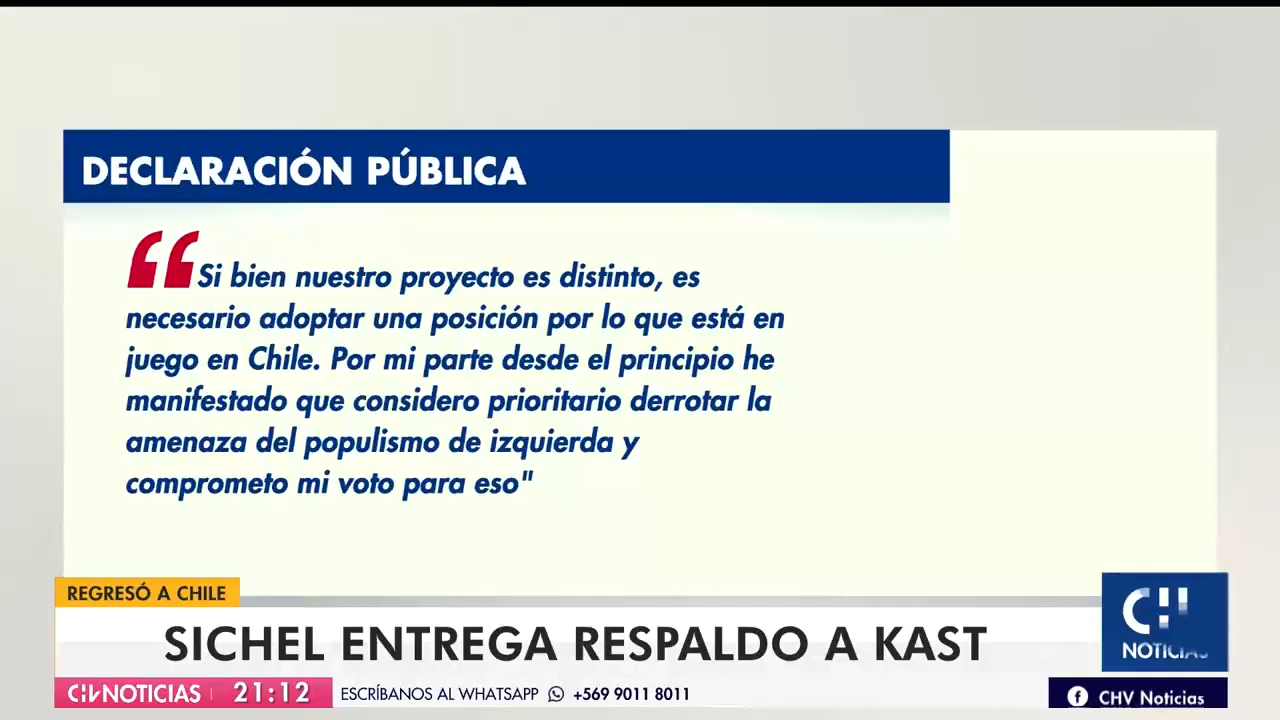 DECLARACIÓN PÚBLICA
“Si bien nuestro proyecto es distinto, es
necesario adoptar una posición por lo que está en
juego en Chile. Por mi parte desde el principio he
manifestado que considero prioritario derrotar la
amenaza del populismo de izquierda y
comprometo mi voto para eso"
REGRESÓ A CHILE
SICHEL ENTREGA RESPALDO A KAST
CH
NOTICIAS
CHV NOTICIAS 21:12 ESCRÍBANOS AL WHATSAPP +569 9011 8011
CHV Noticias